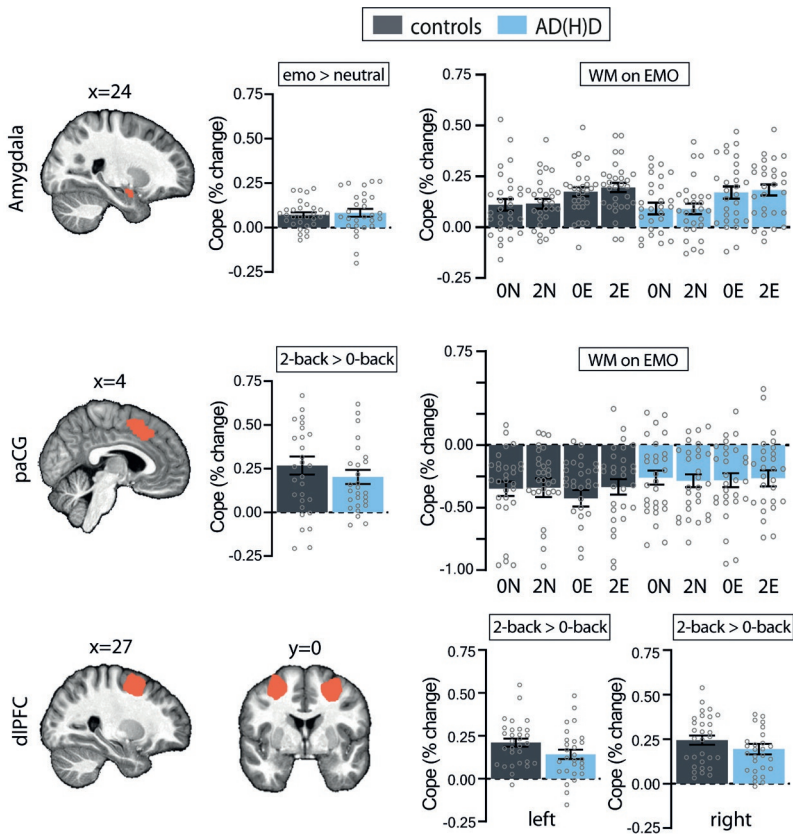 controls AD(H)D
Amygdala
x=24
emo > neutral
Cope (% change)
0.75
0.50
0.25
0.00
-0.25
WM on EMO
Cope (% change)
0.75
0.50
0.25
0.00
-0.25
0N 2N 0E 2E 0N 2N 0E 2E
paCG
x=4
2-back > 0-back
Cope (% change)
0.75
0.50
0.25
0.00
-0.25
WM on EMO
Cope (% change)
0.75
0.00
-0.50
-1.00
0N 2N 0E 2E 0N 2N 0E 2E
dlPFC
x=27
y=0
2-back > 0-back
Cope (% change)
0.75
0.50
0.25
0.00
left
2-back > 0-back
Cope (% change)
0.75
0.50
0.25
0.00
right